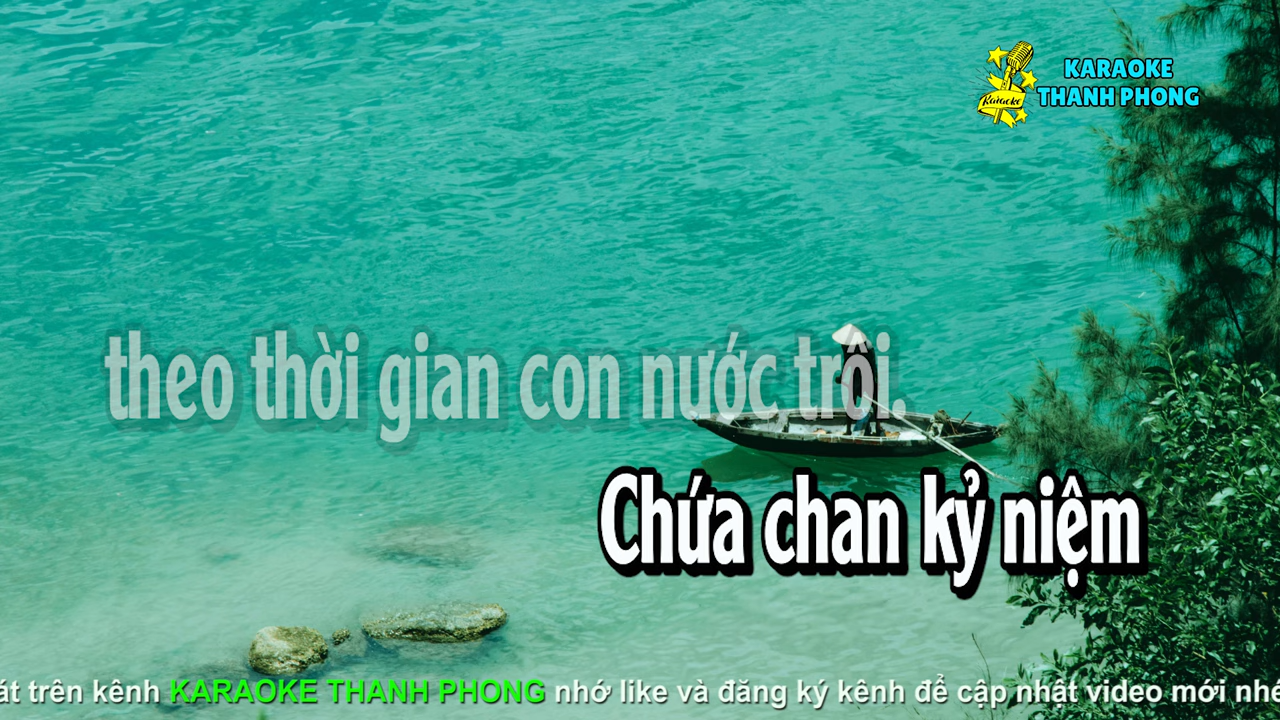 KARAOKE
Karaoke
THANH PHONG
theo thời gian con nước trôi.
Chứa chan kỷ niệm
át trên kênh KARAOKE THANH PHONG nhớ like và đăng ký kênh để cập nhật video mới nhé